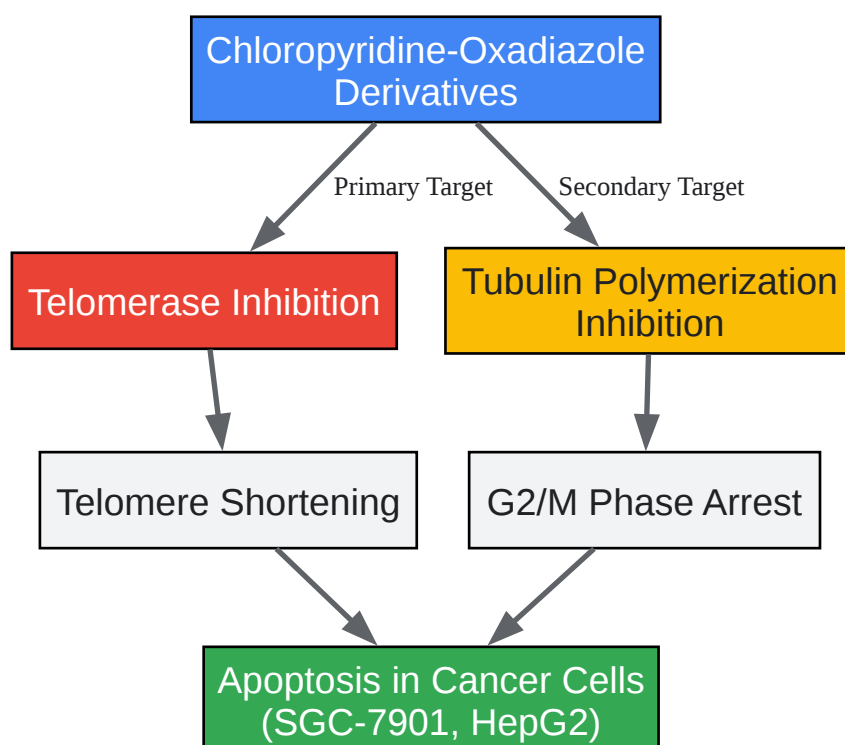 Chloropyridine-Oxadiazole
Derivatives
Primary Target
Secondary Target
Telomerase Inhibition
Tubulin Polymerization
Inhibition
Telomere Shortening
G2/M Phase Arrest
Apoptosis in Cancer Cells
(SGC-7901, HepG2)